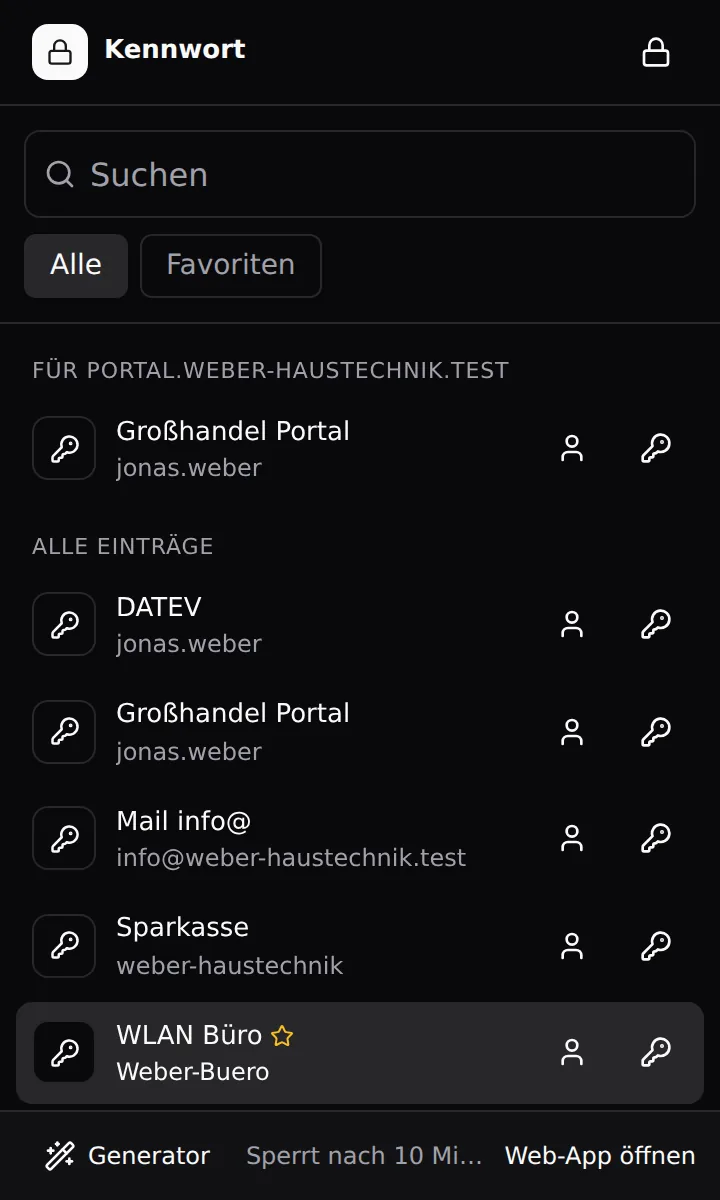 Kennwort
Suchen
Alle Favoriten
FÜR PORTAL.WEBER-HAUSTECHNIK.TEST
Großhandel Portal
jonas.weber
ALLE EINTRÄGE
DATEV
jonas.weber
Großhandel Portal
jonas.weber
Mail info@
info@weber-haustechnik.test
Sparkasse
weber-haustechnik
WLAN Büro
Weber-Buero
Generator Sperrt nach 10 Mi… Web-App öffnen